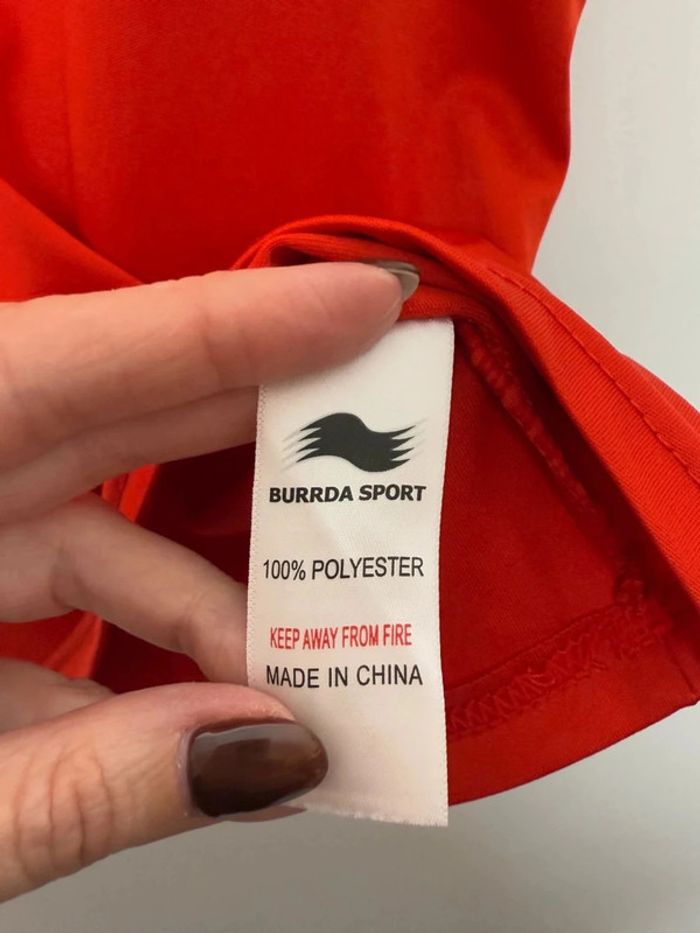 BURRDA SPORT
100% POLYESTER
KEEP AWAY FROM FIRE
MADE IN CHINA